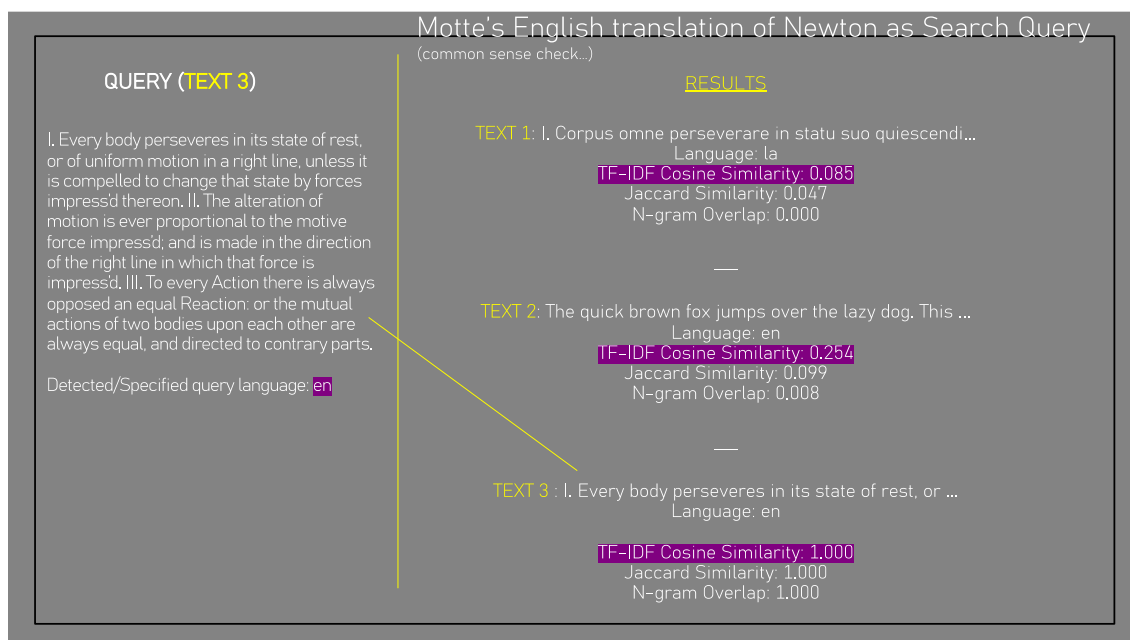 Motte's English translation of Newton as Search Query
(common sense check...)
QUERY (TEXT 3)
I. Every body perseveres in its state of rest,
or of uniform motion in a right line, unless it
is compelled to change that state by forces
impress'd thereon. II. The alteration of
motion is ever proportional to the motive
force impress'd; and is made in the direction
of the right line in which that force is
impress'd. III. To every Action there is always
opposed an equal Reaction: or the mutual
actions of two bodies upon each other are
always equal, and directed to contrary parts.
Detected/Specified query language: en
RESULTS
TEXT 1: I. Corpus omne perseverare in statu suo quiescendi...
Language: la
TF-IDF Cosine Similarity: 0.085
Jaccard Similarity: 0.047
N-gram Overlap: 0.000
TEXT 2: The quick brown fox jumps over the lazy dog. This ...
Language: en
TF-IDF Cosine Similarity: 0.254
Jaccard Similarity: 0.099
N-gram Overlap: 0.008
TEXT 3 : I. Every body perseveres in its state of rest, or ...
Language: en
TF-IDF Cosine Similarity: 1.000
Jaccard Similarity: 1.000
N-gram Overlap: 1.000